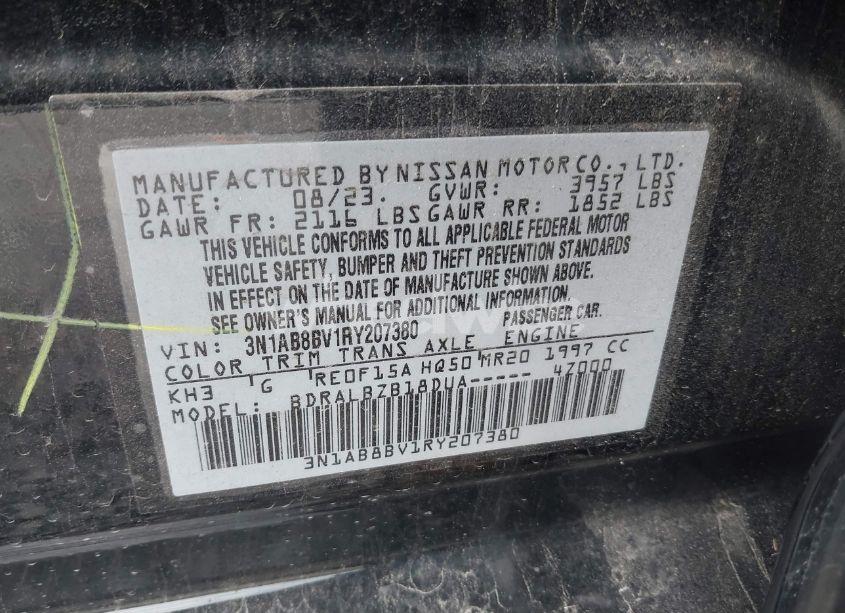 MANUFACTURED BY NISSAN MOTOR CO., LTD.
DATE: 08/23. GVWR: 3957 LBS
GAWR FR: 2116 LBS GAWR RR: 1852 LBS
THIS VEHICLE CONFORMS TO ALL APPLICABLE FEDERAL MOTOR
VEHICLE SAFETY, BUMPER AND THEFT PREVENTION STANDARDS
IN EFFECT ON THE DATE OF MANUFACTURE SHOWN ABOVE.
SEE OWNER'S MANUAL FOR ADDITIONAL INFORMATION.
VIN: 3N1AB8BV1RY207380 PASSENGER CAR.
COLOR TRIM TRANS AXLE ENGINE
KH3 G RE0F15A HQ50 MR20 1997 CC
MODEL: BDRALBZB18DUA----- 4Z000
3N1AB8BV1RY207380